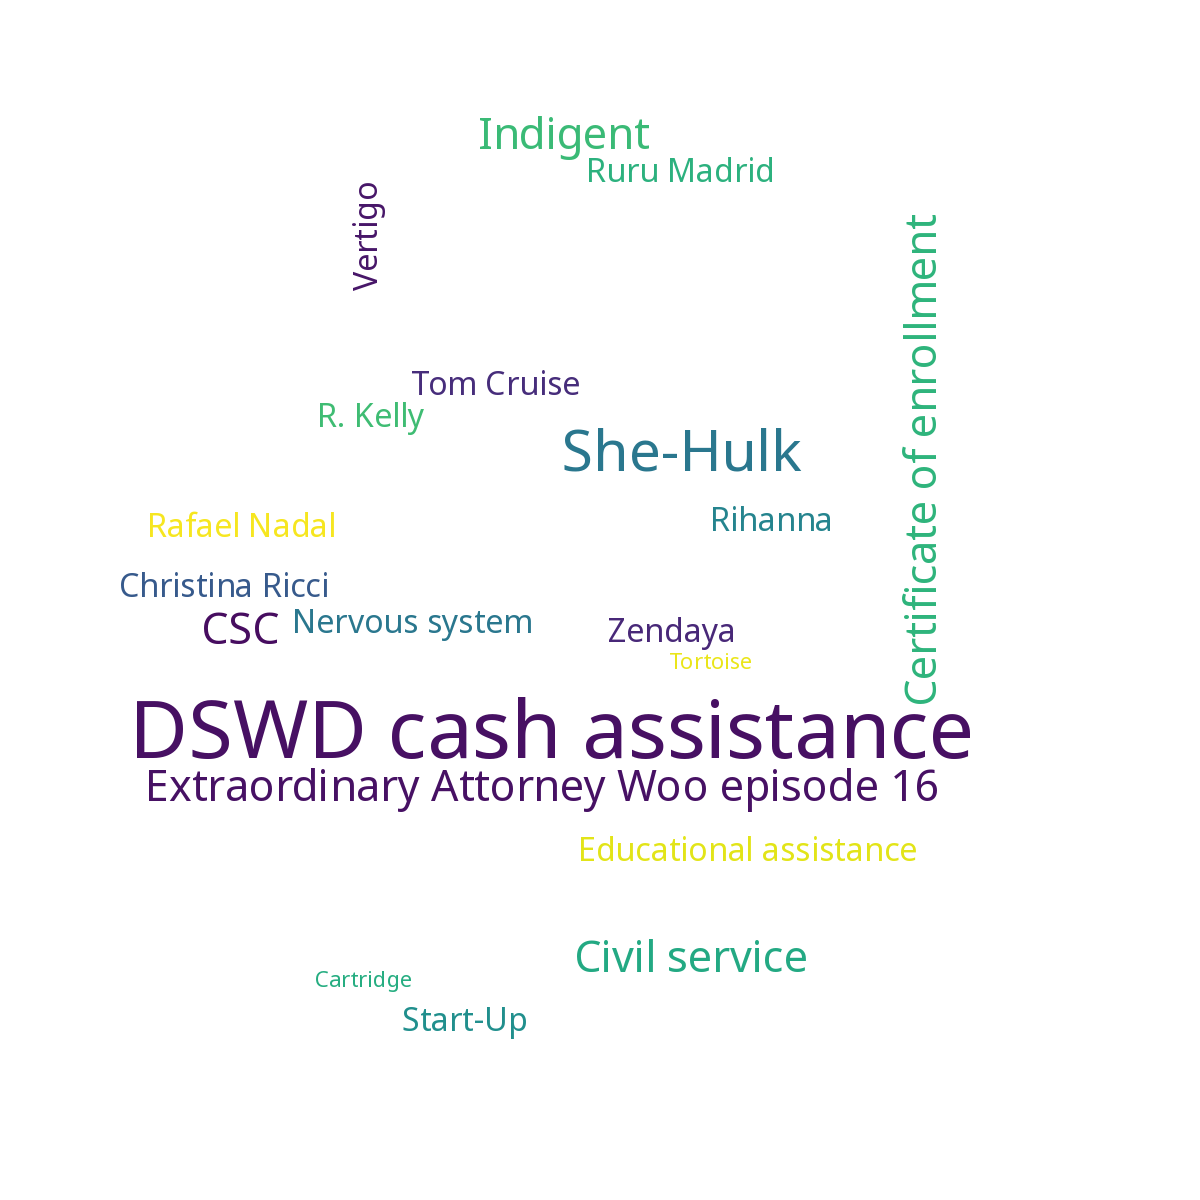 Indigent
Ruru Madrid
Vertigo
Certificate of enrollment
Tom Cruise
R. Kelly
She-Hulk
Rafael Nadal
Rihanna
Christina Ricci
CSC
Nervous system
Zendaya
Tortoise
DSWD cash assistance
Extraordinary Attorney Woo episode 16
Educational assistance
Civil service
Cartridge
Start-Up